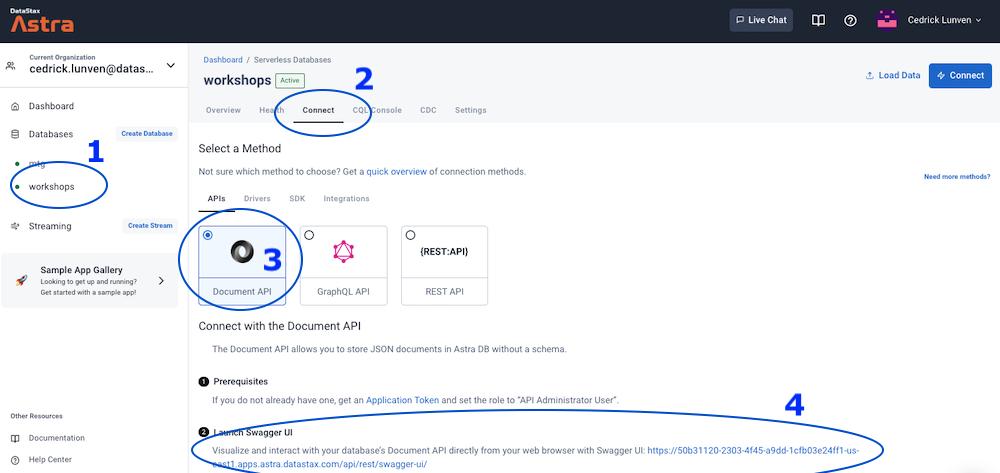 DataStax
Astra
Live Chat
Cedrick Lunven
Current Organization
cedrick.lunven@datas...
Dashboard
Databases
Create Database
1
mtg
workshops
Streaming
Create Stream
Sample App Gallery
Looking to get up and running?
Get started with a sample app!
Other Resources
Documentation
Help Center
Dashboard / Serverless Databases
workshops Active
2
Load Data
Connect
Overview Health Connect CQL Console CDC Settings
Select a Method
Not sure which method to choose? Get a quick overview of connection methods.
Need more methods?
APIs Drivers SDK Integrations
3
{REST:API}
Document API GraphQL API REST API
Connect with the Document API
The Document API allows you to store JSON documents in Astra DB without a schema.
1 Prerequisites
If you do not already have one, get an Application Token and set the role to "API Administrator User".
4
2 Launch Swagger UI
Visualize and interact with your database's Document API directly from your web browser with Swagger UI: https://50b31120-2303-4f45-a9dd-1cfb03e24ff1-us-
east1.apps.astra.datastax.com/api/rest/swagger-ui/